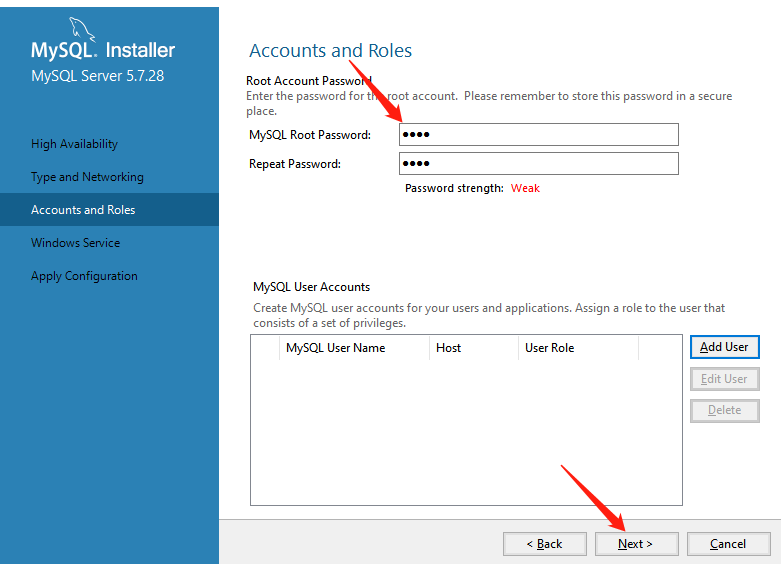 MySQL. Installer
MySQL Server 5.7.28
High Availability
Type and Networking
Accounts and Roles
Windows Service
Apply Configuration
Accounts and Roles
Root Account Password
Enter the password for the root account. Please remember to store this password in a secure
place.
MySQL Root Password: ●●●●
Repeat Password: ●●●●
Password strength: Weak
MySQL User Accounts
Create MySQL user accounts for your users and applications. Assign a role to the user that
consists of a set of privileges.
MySQL User Name Host User Role
Add User
Edit User
Delete
< Back Next > Cancel